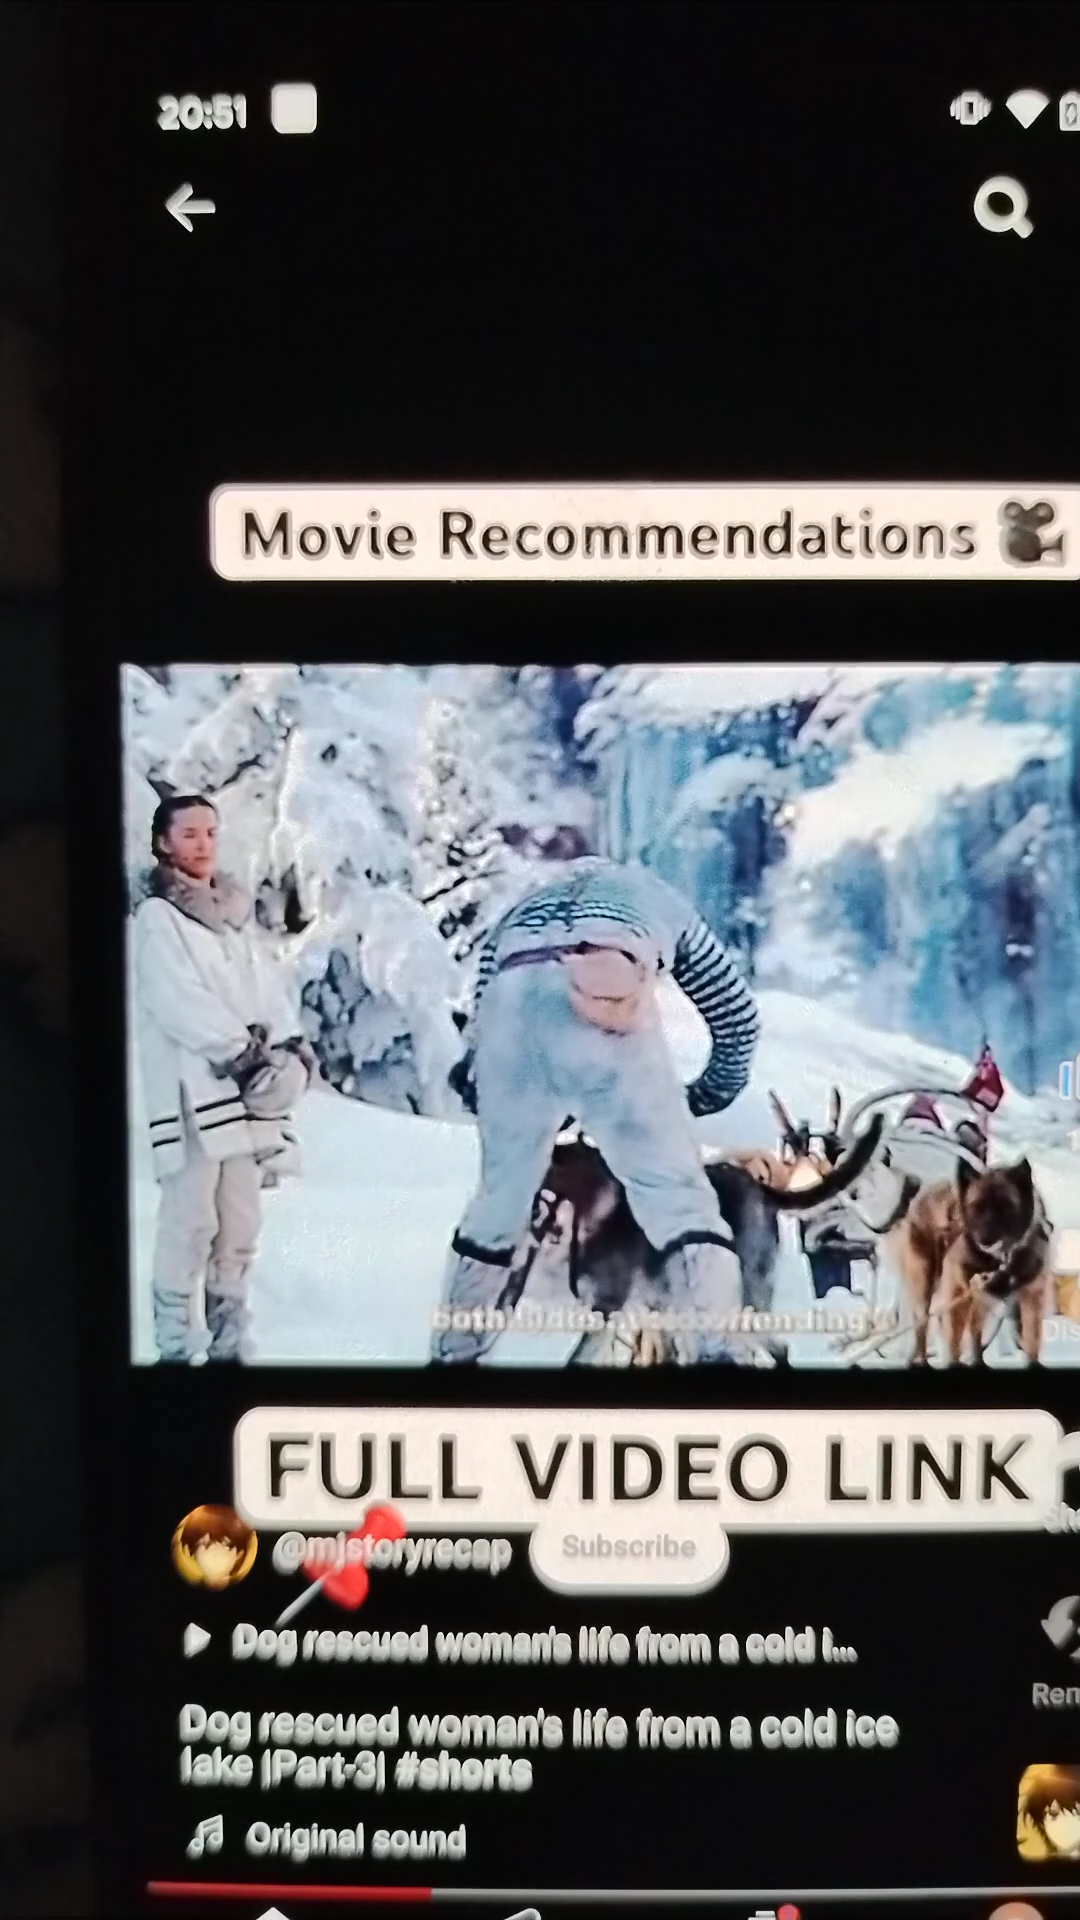 20:51
Movie Recommendations
FULL VIDEO LINK
@mjstoryrecap Subscribe
Dog rescued woman's life from a cold i...
Rem
Dog rescued woman's life from a cold ice
lake |Part-3| #shorts
Original sound